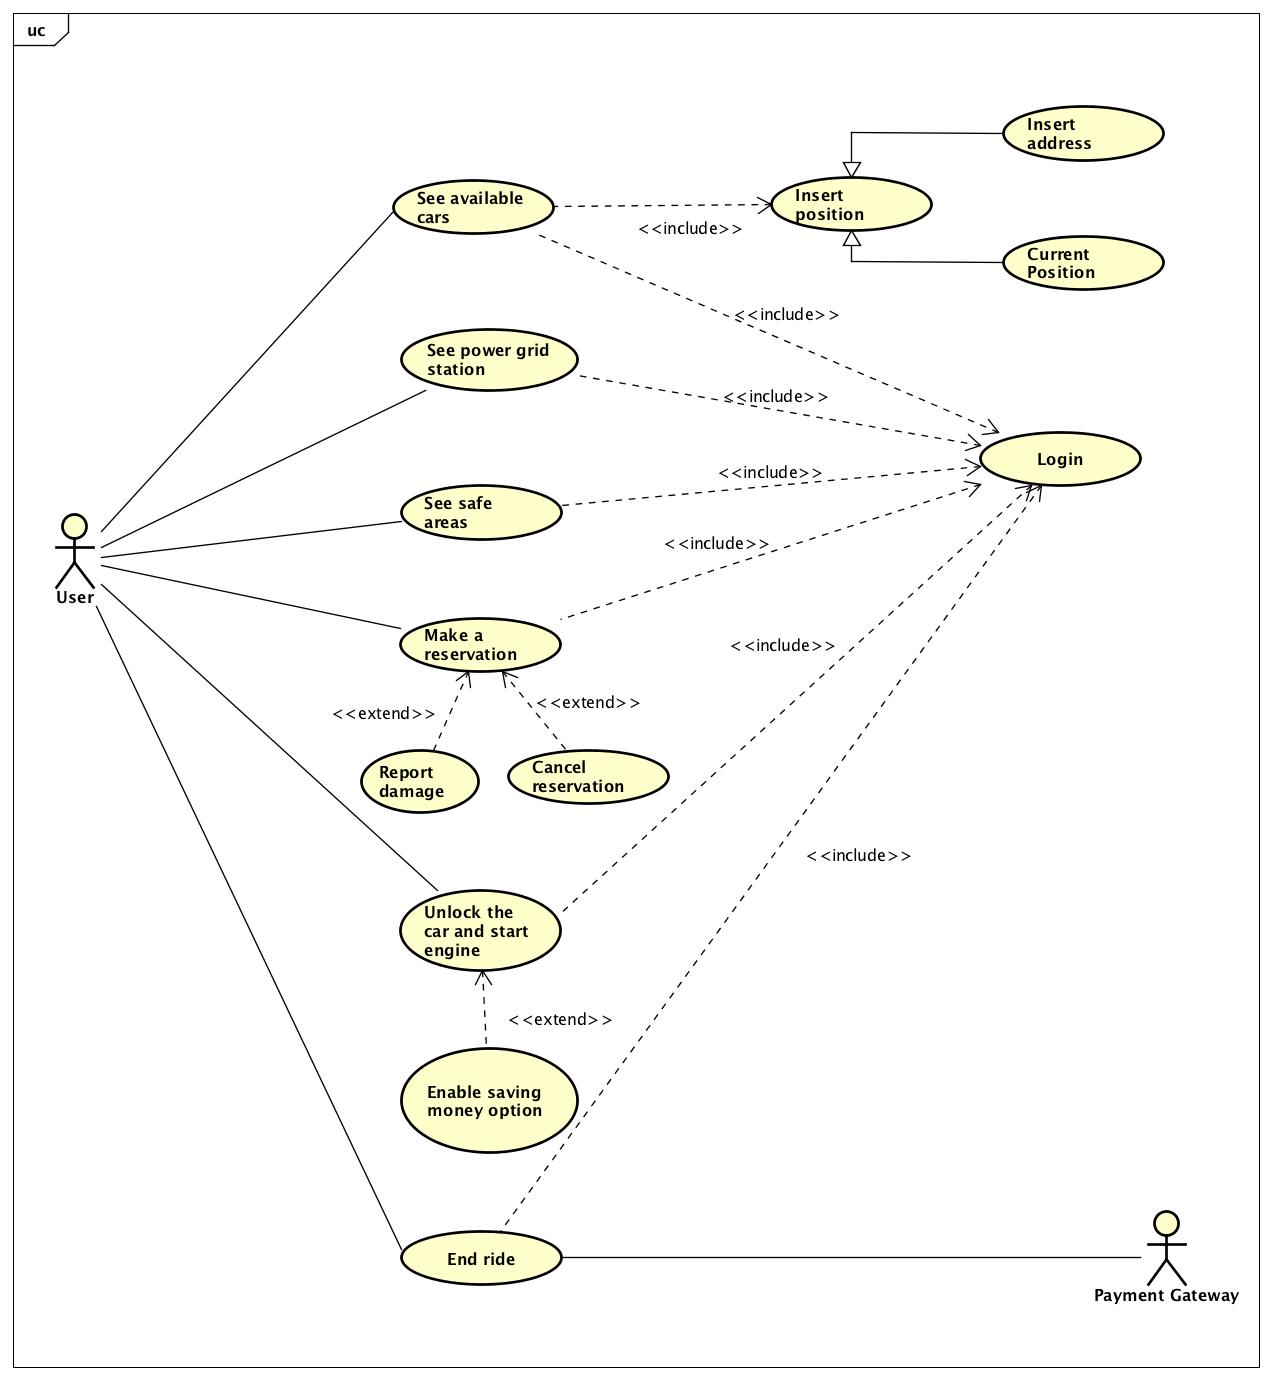 uc
Insert
address
See available
cars
Insert
position
<<include>>
Current
Position
<<include>>
See power grid
station
<<include>>
Login
<<include>>
See safe
areas
<<include>>
User
Make a
reservation
<<include>>
<<extend>>
<<extend>>
Report
damage
Cancel
reservation
<<include>>
Unlock the
car and start
engine
<<extend>>
Enable saving
money option
End ride
Payment Gateway